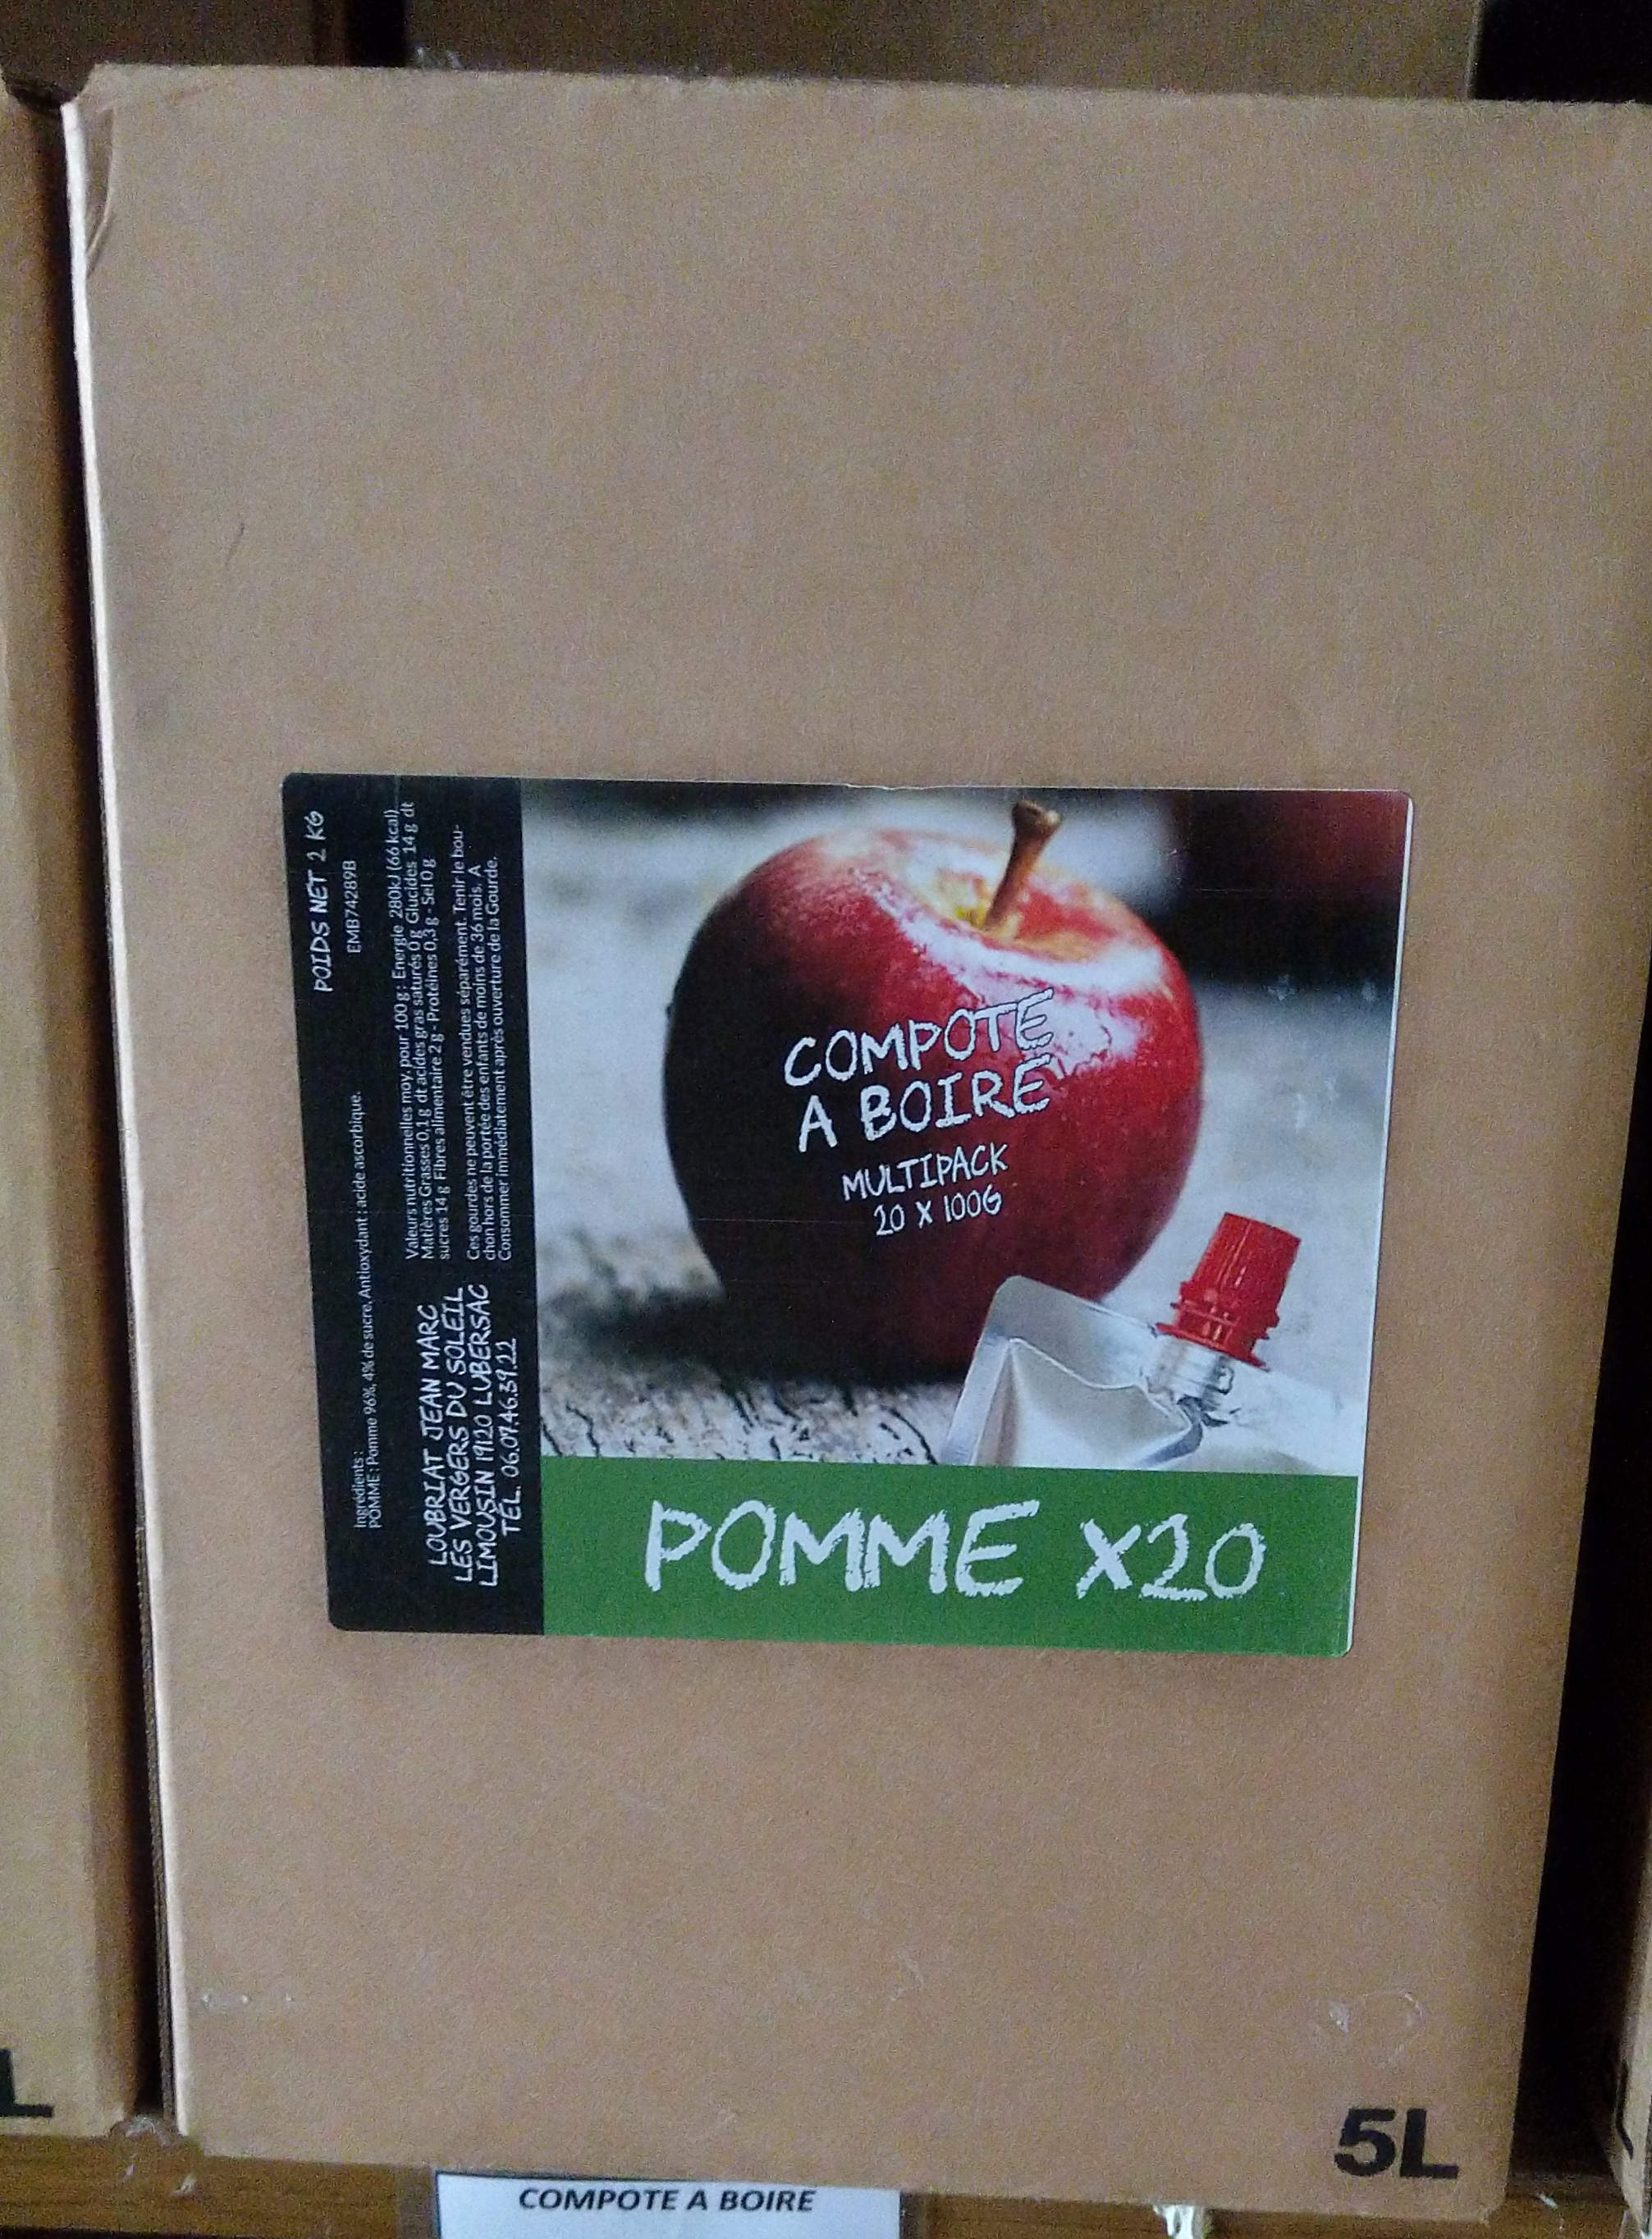 POIDS NET 2 KG
EMB74289B
Ingrédients :
POMME : Pomme 96%, 4% de sucre, Antioxydant : acide ascorbique.
Valeurs nutritionnelles moy. pour 100 g : Energie 280kJ (66 kcal)
Matières Grasses 0,1 g dt acides gras saturés 0 g Glucides 14 g dt
sucres 14 g Fibres alimentaire 2 g - Protéines 0,3 g - Sel 0 g
Ces gourdes ne peuvent être vendues séparément. Tenir le bou-
chon hors de la portée des enfants de moins de 36 mois. A
Consommer immédiatement après ouverture de la Gourde.
LOUBRIAT JEAN MARC
LES VERGERS DU SOLEIL
LIMOUSIN 19120 LUBERSAC
TÉL. 06.07.46.39.22
COMPOTE
A BOIRE
MULTIPACK
20 X 100G
POMME X20
5L
L
COMPOTE A BOIRE